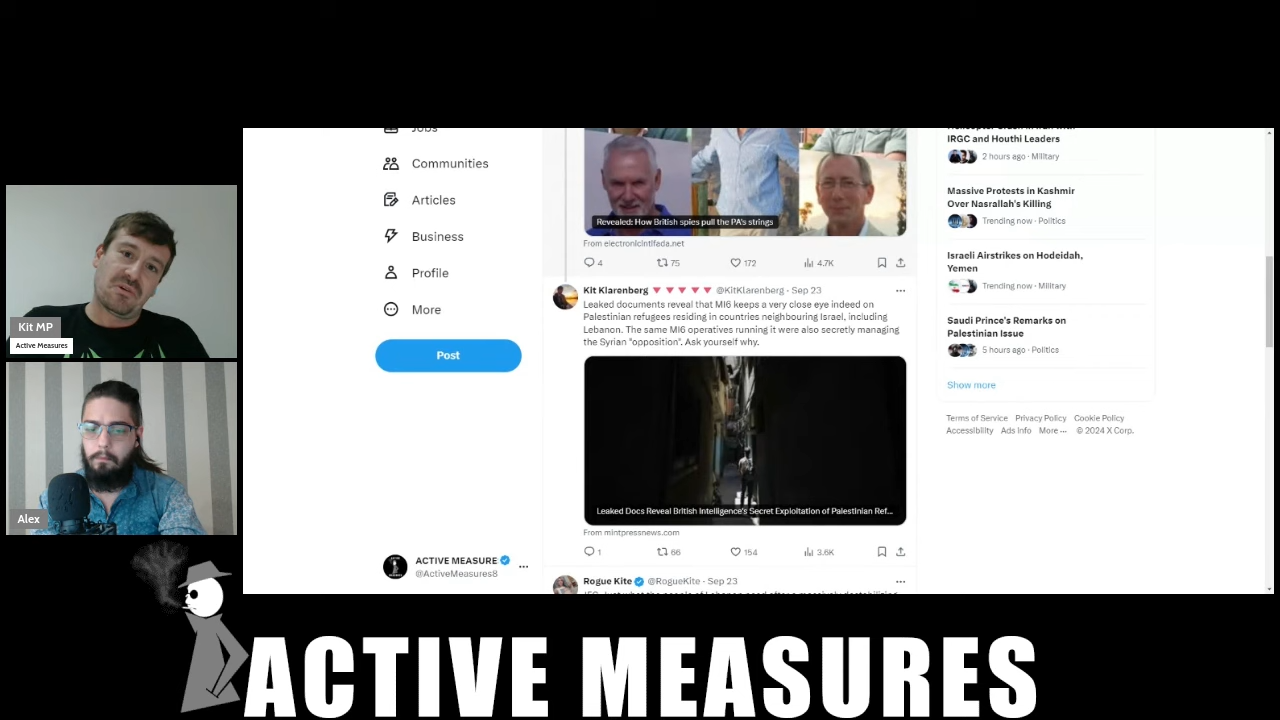 Jobs
Communities
Articles
Business
Profile
More
Post
ACTIVE MEASURE
@ActiveMeasures8
Kit MP
Active Measures
Alex
Revealed: How British spies pull the PA's strings
From electronicintifada.net
4 75 172 4.7K
Kit Klarenberg 🔻🔻🔻🔻🔻 @KitKlarenberg · Sep 23
Leaked documents reveal that MI6 keeps a very close eye indeed on
Palestinian refugees residing in countries neighbouring Israel, including
Lebanon. The same MI6 operatives running it were also secretly managing
the Syrian "opposition". Ask yourself why.
Leaked Docs Reveal British Intelligence's Secret Exploitation of Palestinian Ref...
From mintpressnews.com
1 66 154 3.6K
Rogue Kite @RogueKite · Sep 23
IRGC and Houthi Leaders
2 hours ago · Military
Massive Protests in Kashmir
Over Nasrallah's Killing
Trending now · Politics
Israeli Airstrikes on Hodeidah,
Yemen
Trending now · Military
Saudi Prince's Remarks on
Palestinian Issue
5 hours ago · Politics
Show more
Terms of Service Privacy Policy Cookie Policy
Accessibility Ads Info More ··· © 2024 X Corp.
ACTIVE MEASURES